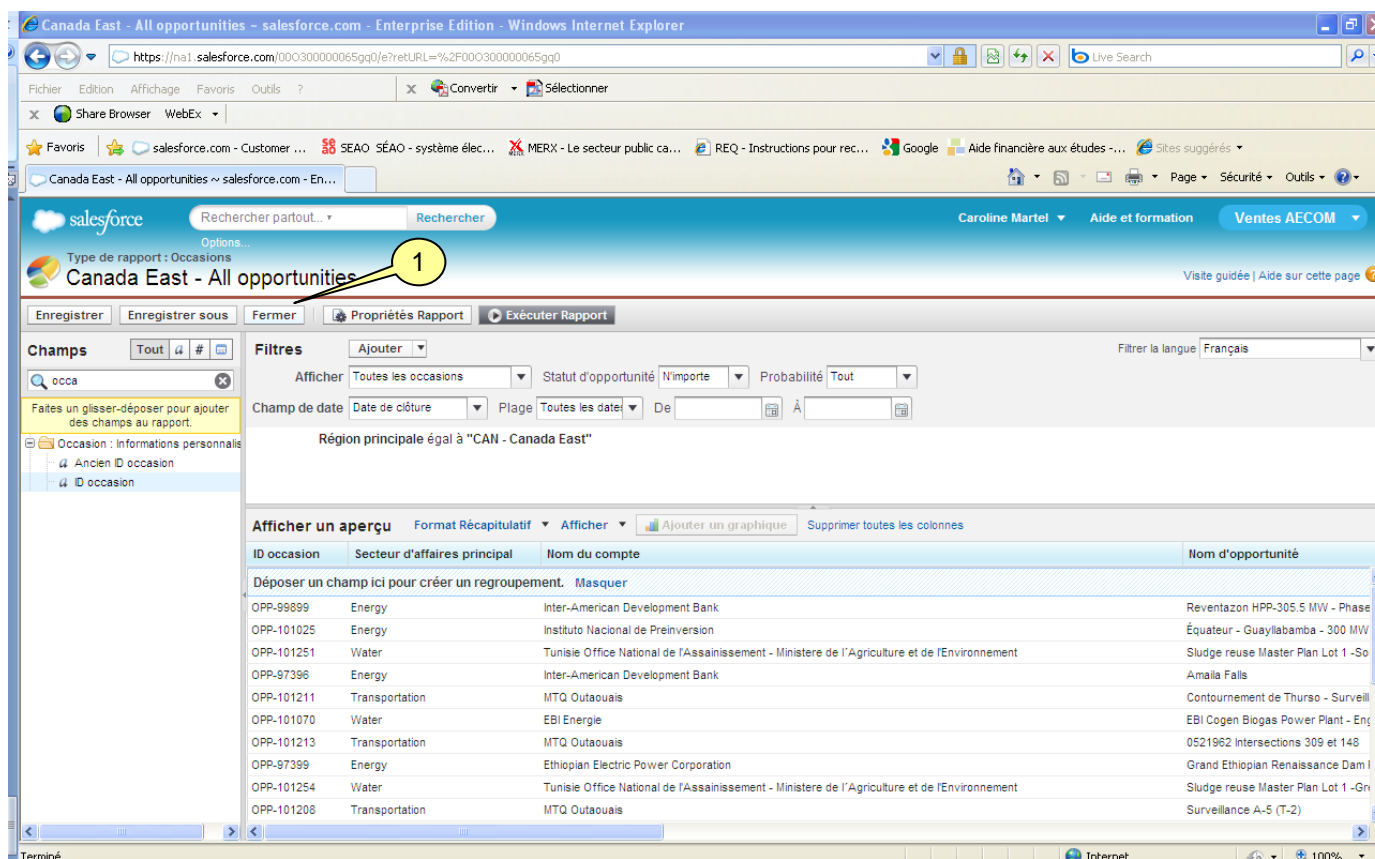 Canada East - All opportunities ~ salesforce.com - Enterprise Edition - Windows Internet Explorer
https://na1.salesforce.com/00O300000065gq0/e?retURL=%2F00O300000065gq0
Live Search
Fichier Edition Affichage Favoris Outils ? x Convertir Sélectionner
x Share Browser WebEx
Favoris salesforce.com - Customer ... SEAO SÉAO - système élec... MERX - Le secteur public ca... REQ - Instructions pour rec... Google Aide financière aux études -... Sites suggérés
Canada East - All opportunities ~ salesforce.com - En... Page Sécurité Outils
salesforce Rechercher partout... Rechercher Caroline Martel Aide et formation Ventes AECOM
Options...
Type de rapport : Occasions
Canada East - All opportunities
1
Visite guidée | Aide sur cette page
Enregistrer Enregistrer sous Fermer Propriétés Rapport Exécuter Rapport
Champs Tout a # Filtres Ajouter Filtrer la langue Français
occa Afficher Toutes les occasions Statut d'opportunité N'importe Probabilité Tout
Faites un glisser-déposer pour ajouter des champs au rapport.
Champ de date Date de clôture Plage Toutes les date De À
Occasion : Informations personnalis
a Ancien ID occasion
a ID occasion
Région principale égal à "CAN - Canada East"
Afficher un aperçu Format Récapitulatif Afficher Ajouter un graphique Supprimer toutes les colonnes
ID occasion Secteur d'affaires principal Nom du compte Nom d'opportunité
Déposer un champ ici pour créer un regroupement. Masquer
OPP-99899 Energy Inter-American Development Bank Reventazon HPP-305.5 MW - Phase
OPP-101025 Energy Instituto Nacional de Preinversion Équateur - Guayllabamba - 300 MW
OPP-101251 Water Tunisie Office National de l'Assainissement - Ministere de l´Agriculture et de l'Environnement Sludge reuse Master Plan Lot 1 -So
OPP-97396 Energy Inter-American Development Bank Amaila Falls
OPP-101211 Transportation MTQ Outaouais Contournement de Thurso - Surveill
OPP-101070 Water EBI Energie EBI Cogen Biogas Power Plant - Eng
OPP-101213 Transportation MTQ Outaouais 0521962 Intersections 309 et 148
OPP-97399 Energy Ethiopian Electric Power Corporation Grand Ethiopian Renaissance Dam
OPP-101254 Water Tunisie Office National de l'Assainissement - Ministere de l´Agriculture et de l'Environnement Sludge reuse Master Plan Lot 1 -Gr
OPP-101208 Transportation MTQ Outaouais Surveillance A-5 (T-2)
Terminé Internet 100%